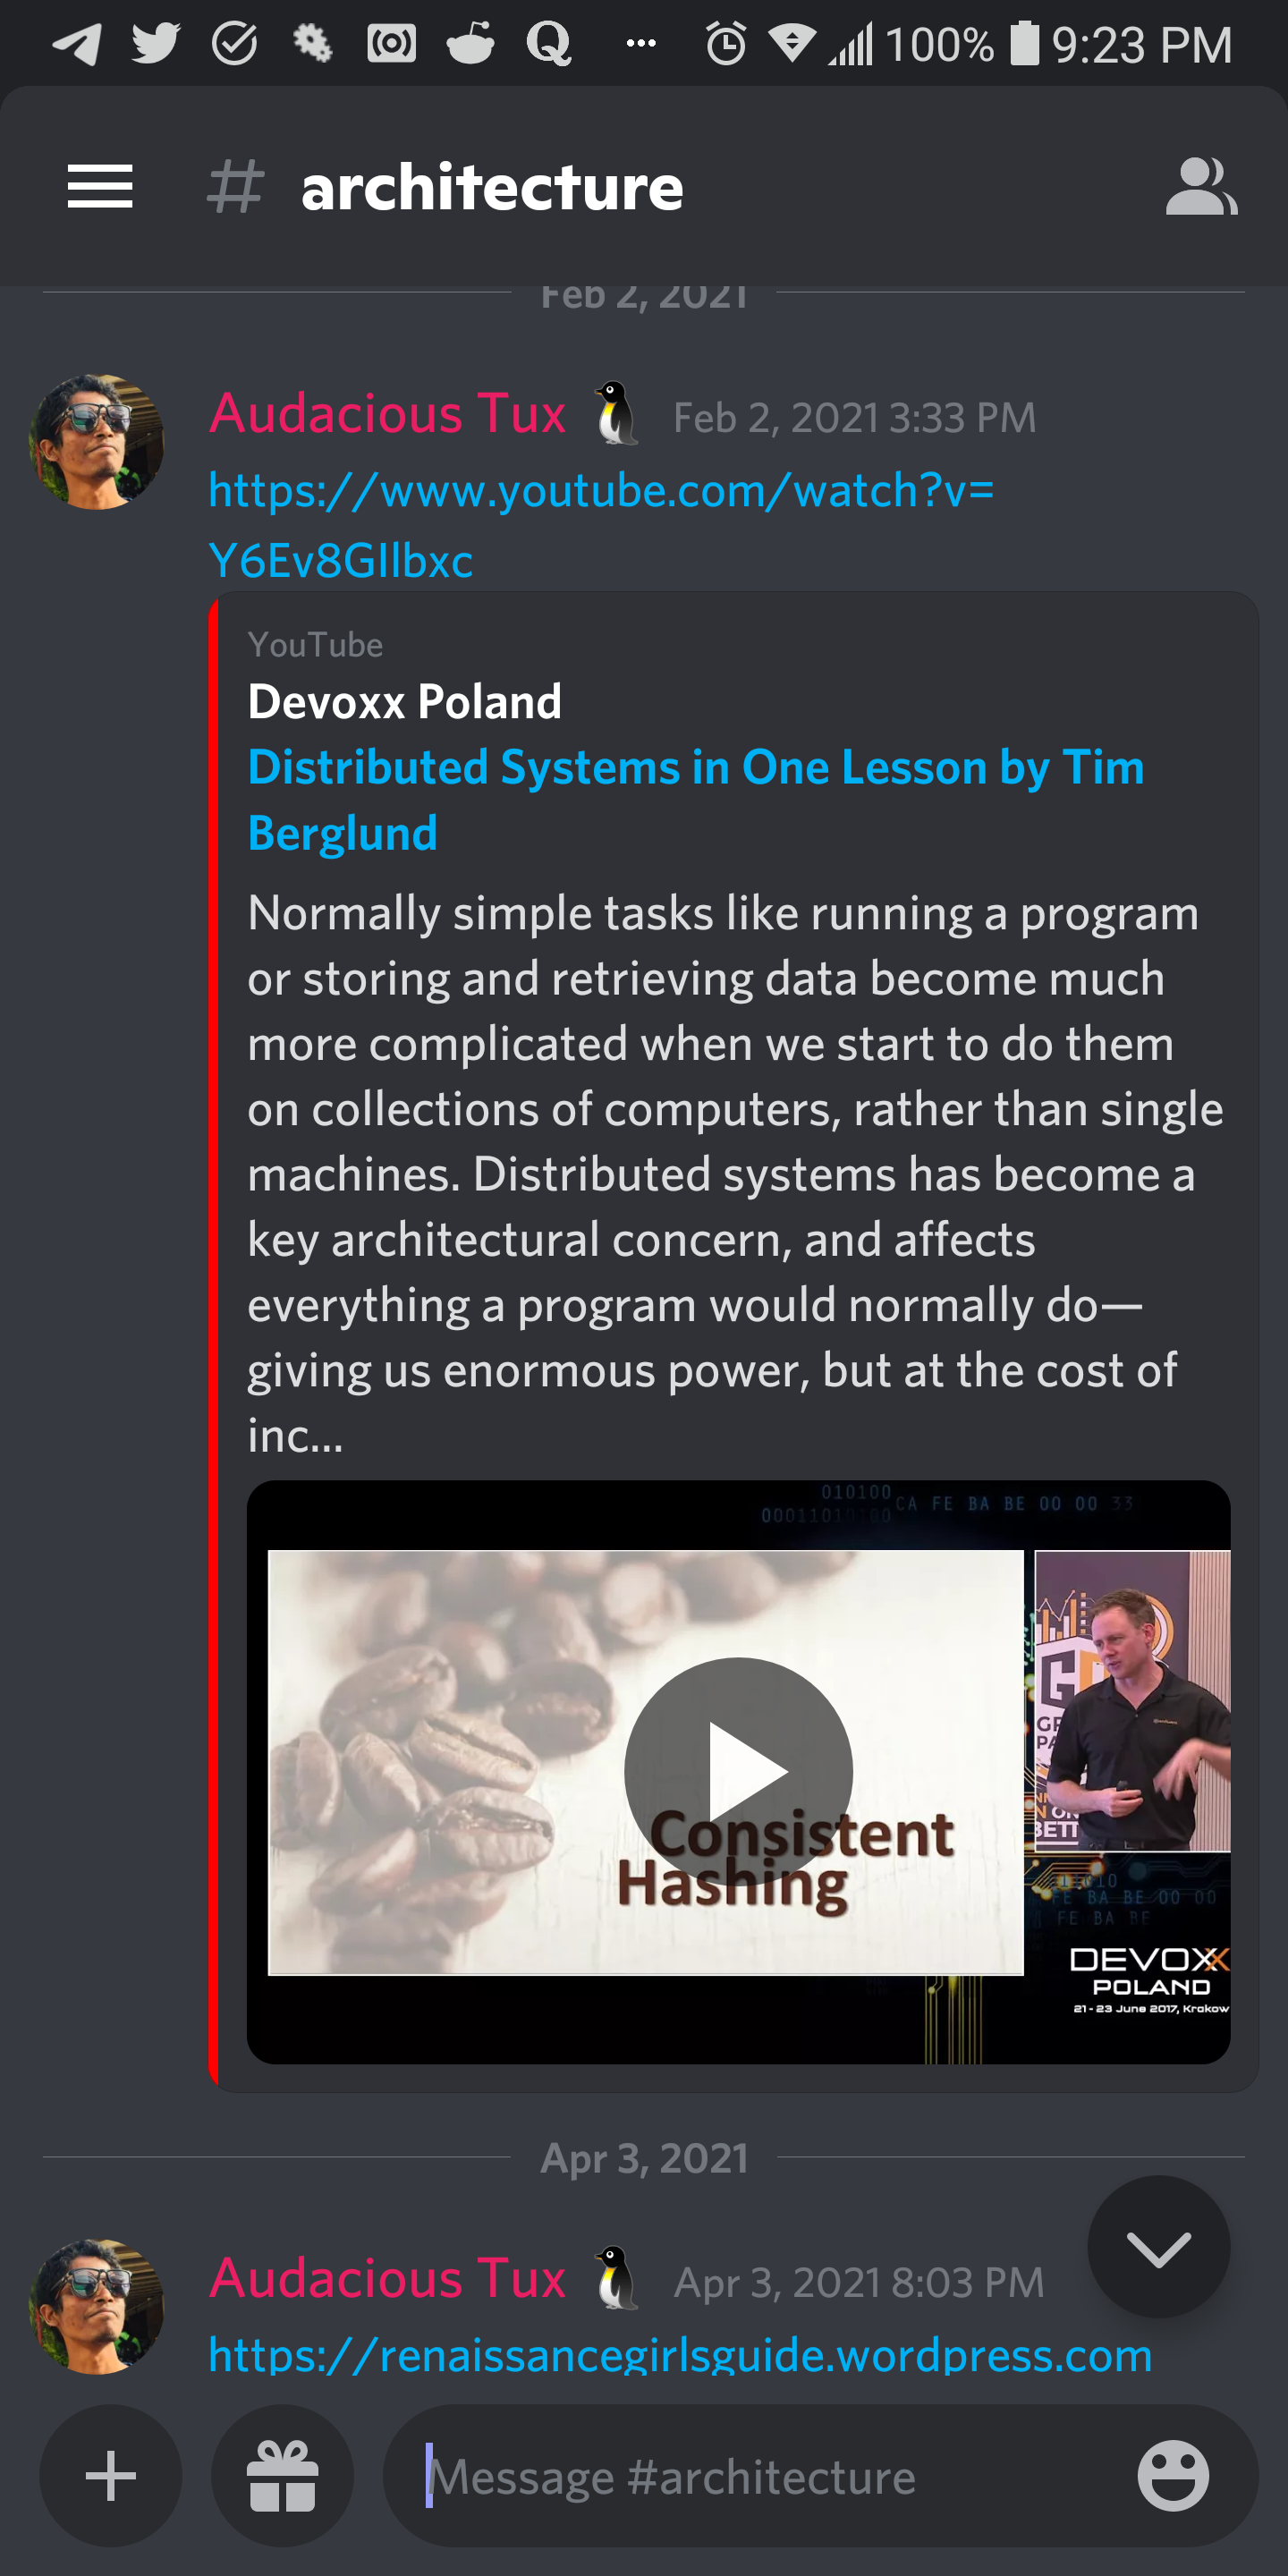 100% 9:23 PM
# architecture
Feb 2, 2021
Audacious Tux Feb 2, 2021 3:33 PM
https://www.youtube.com/watch?v=
Y6Ev8GIlbxc
YouTube
Devoxx Poland
Distributed Systems in One Lesson by Tim
Berglund
Normally simple tasks like running a program
or storing and retrieving data become much
more complicated when we start to do them
on collections of computers, rather than single
machines. Distributed systems has become a
key architectural concern, and affects
everything a program would normally do—
giving us enormous power, but at the cost of
inc...
010100
CA FE BA BE 00 00 33
00011010100
Consistent
Hashing
BETT
FE BA BE 00 00
FE BA BE
DEVOXX
POLAND
21-23 June 2017, Krakow
Apr 3, 2021
Audacious Tux Apr 3, 2021 8:03 PM
https://renaissancegirlsguide.wordpress.com
Message #architecture